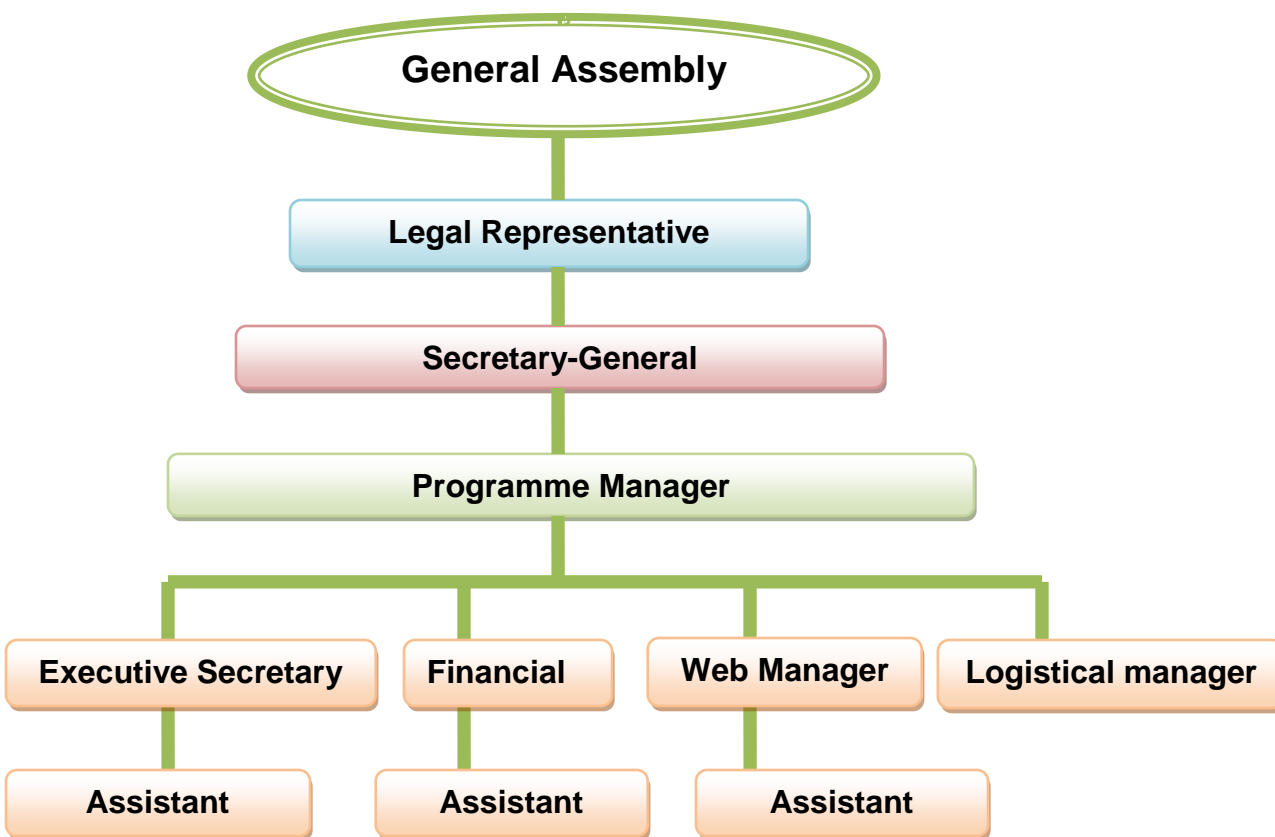 General Assembly
Legal Representative
Secretary-General
Programme Manager
Executive Secretary
Financial
Web Manager
Logistical manager
Assistant
Assistant
Assistant